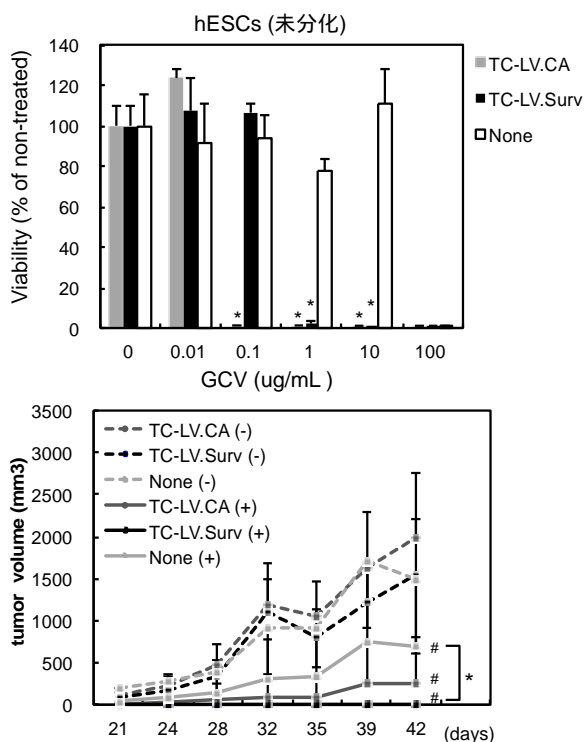 hESCs (未分化)
Viability (% of non-treated)
140
120
100
80
60
40
20
0
TC-LV.CA
TC-LV.Surv
None
* * * * *
0 0.01 0.1 1 10 100
GCV (ug/mL )
tumor volume (mm3)
3500
3000
2500
2000
1500
1000
500
0
TC-LV.CA (-)
TC-LV.Surv (-)
None (-)
TC-LV.CA (+)
TC-LV.Surv (+)
None (+)
#
# *
#
21 24 28 32 35 39 42 (days)